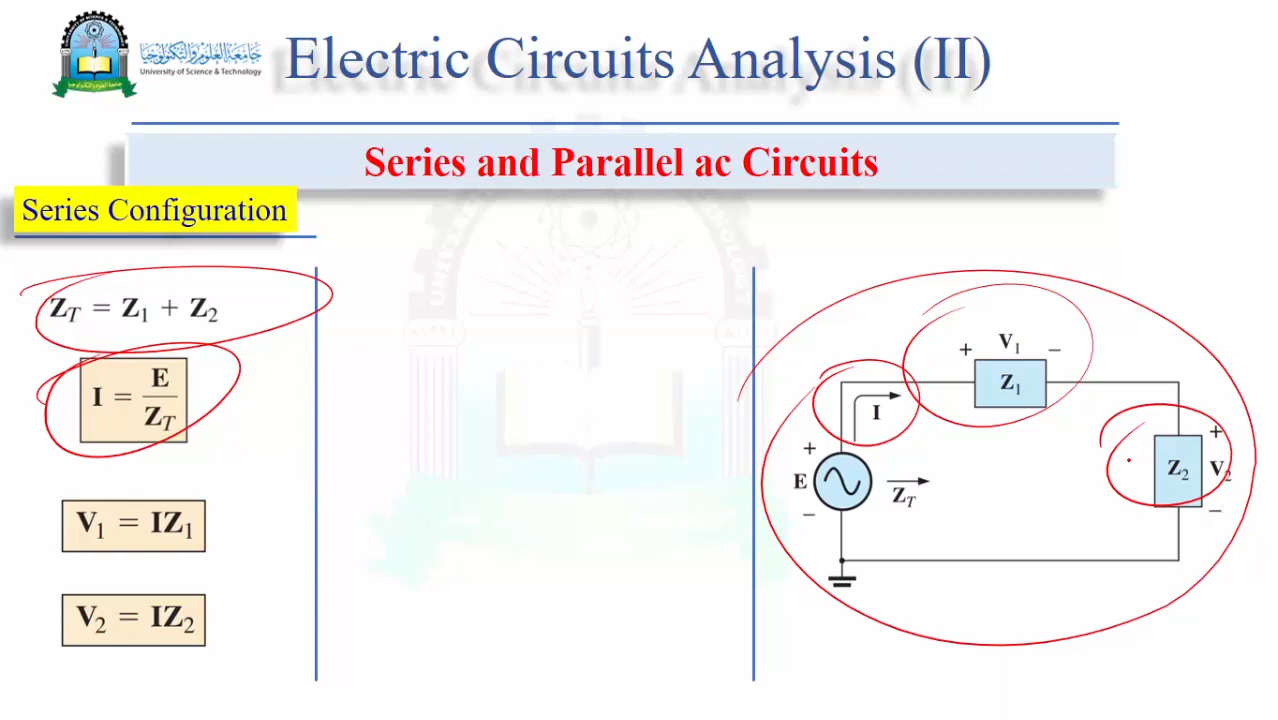 جامعة العلوم والتكنولوجيا
University of Science & Technology
Electric Circuits Analysis (II)
Series and Parallel ac Circuits
Series Configuration
Z_T = Z_1 + Z_2
I = E / Z_T
V_1 = IZ_1
V_2 = IZ_2
+ V_1 −
Z_1
I
+
E
−
Z_T
+
Z_2 V_2
−